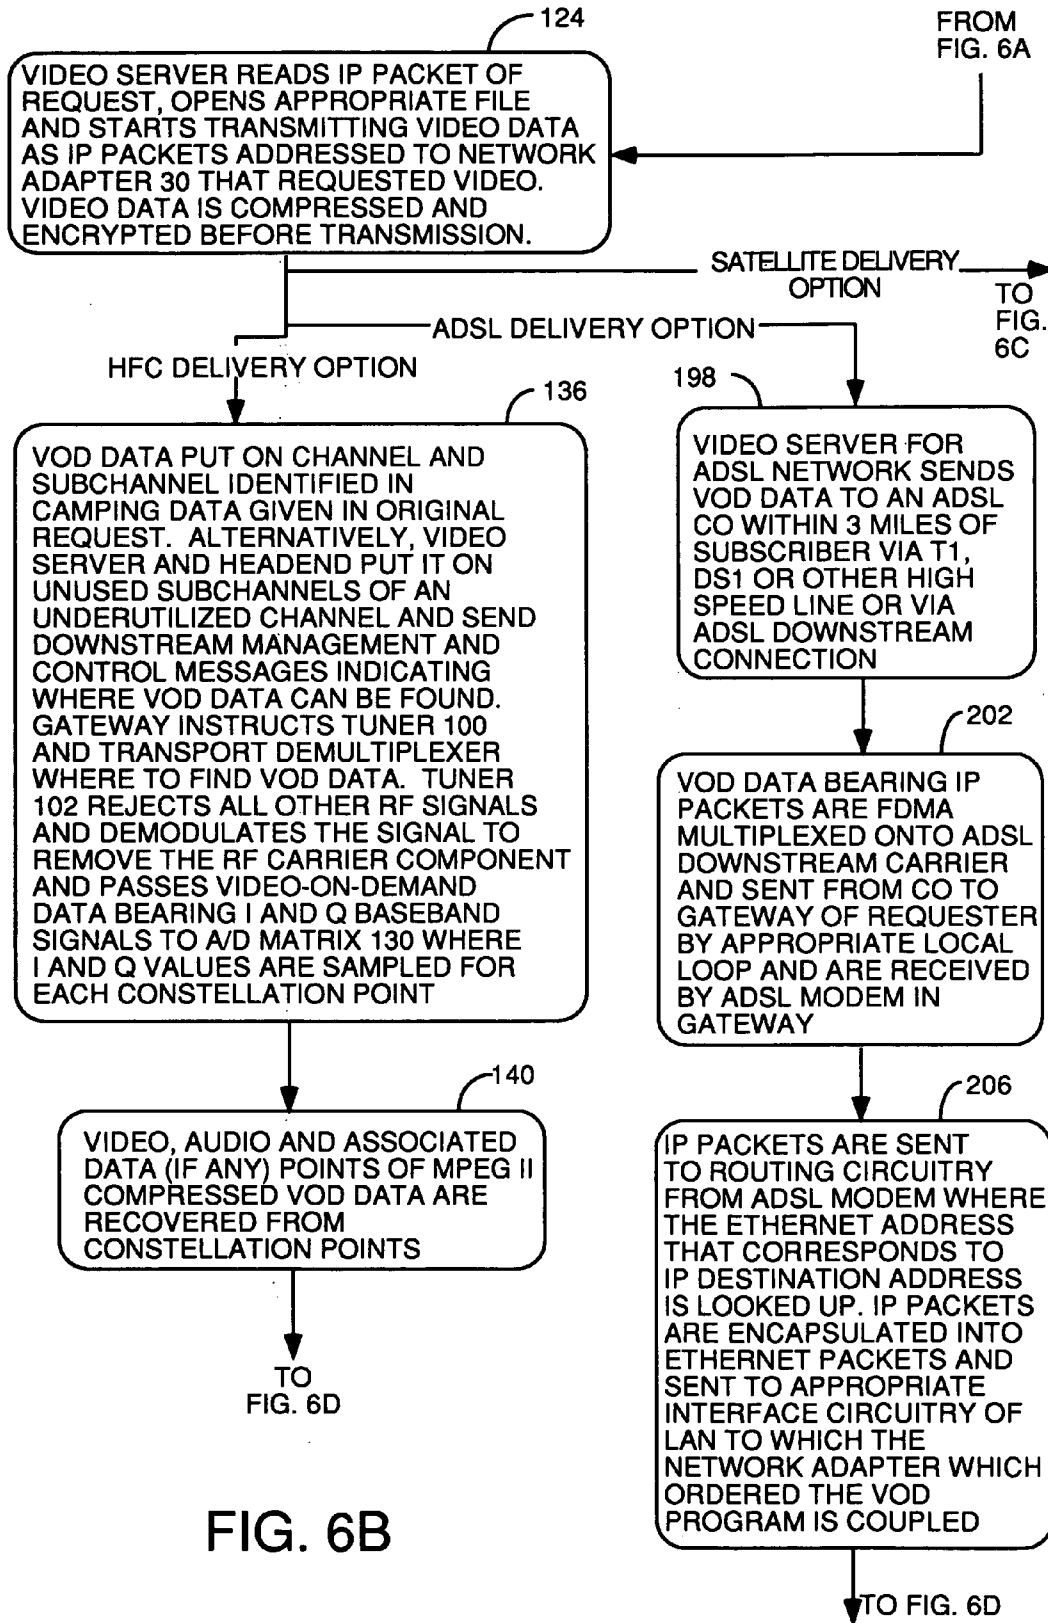 124
FROM
FIG. 6A
VIDEO SERVER READS IP PACKET OF
REQUEST, OPENS APPROPRIATE FILE
AND STARTS TRANSMITTING VIDEO DATA
AS IP PACKETS ADDRESSED TO NETWORK
ADAPTER 30 THAT REQUESTED VIDEO.
VIDEO DATA IS COMPRESSED AND
ENCRYPTED BEFORE TRANSMISSION.
SATELLITE DELIVERY
OPTION
TO
FIG.
6C
ADSL DELIVERY OPTION
HFC DELIVERY OPTION
136
VOD DATA PUT ON CHANNEL AND
SUBCHANNEL IDENTIFIED IN
CAMPING DATA GIVEN IN ORIGINAL
REQUEST. ALTERNATIVELY, VIDEO
SERVER AND HEADEND PUT IT ON
UNUSED SUBCHANNELS OF AN
UNDERUTILIZED CHANNEL AND SEND
DOWNSTREAM MANAGEMENT AND
CONTROL MESSAGES INDICATING
WHERE VOD DATA CAN BE FOUND.
GATEWAY INSTRUCTS TUNER 100
AND TRANSPORT DEMULTIPLEXER
WHERE TO FIND VOD DATA. TUNER
102 REJECTS ALL OTHER RF SIGNALS
AND DEMODULATES THE SIGNAL TO
REMOVE THE RF CARRIER COMPONENT
AND PASSES VIDEO-ON-DEMAND
DATA BEARING I AND Q BASEBAND
SIGNALS TO A/D MATRIX 130 WHERE
I AND Q VALUES ARE SAMPLED FOR
EACH CONSTELLATION POINT
140
VIDEO, AUDIO AND ASSOCIATED
DATA (IF ANY) POINTS OF MPEG II
COMPRESSED VOD DATA ARE
RECOVERED FROM
CONSTELLATION POINTS
TO
FIG. 6D
198
VIDEO SERVER FOR
ADSL NETWORK SENDS
VOD DATA TO AN ADSL
CO WITHIN 3 MILES OF
SUBSCRIBER VIA T1,
DS1 OR OTHER HIGH
SPEED LINE OR VIA
ADSL DOWNSTREAM
CONNECTION
202
VOD DATA BEARING IP
PACKETS ARE FDMA
MULTIPLEXED ONTO ADSL
DOWNSTREAM CARRIER
AND SENT FROM CO TO
GATEWAY OF REQUESTER
BY APPROPRIATE LOCAL
LOOP AND ARE RECEIVED
BY ADSL MODEM IN
GATEWAY
206
IP PACKETS ARE SENT
TO ROUTING CIRCUITRY
FROM ADSL MODEM WHERE
THE ETHERNET ADDRESS
THAT CORRESPONDS TO
IP DESTINATION ADDRESS
IS LOOKED UP. IP PACKETS
ARE ENCAPSULATED INTO
ETHERNET PACKETS AND
SENT TO APPROPRIATE
INTERFACE CIRCUITRY OF
LAN TO WHICH THE
NETWORK ADAPTER WHICH
ORDERED THE VOD
PROGRAM IS COUPLED
TO FIG. 6D
FIG. 6B